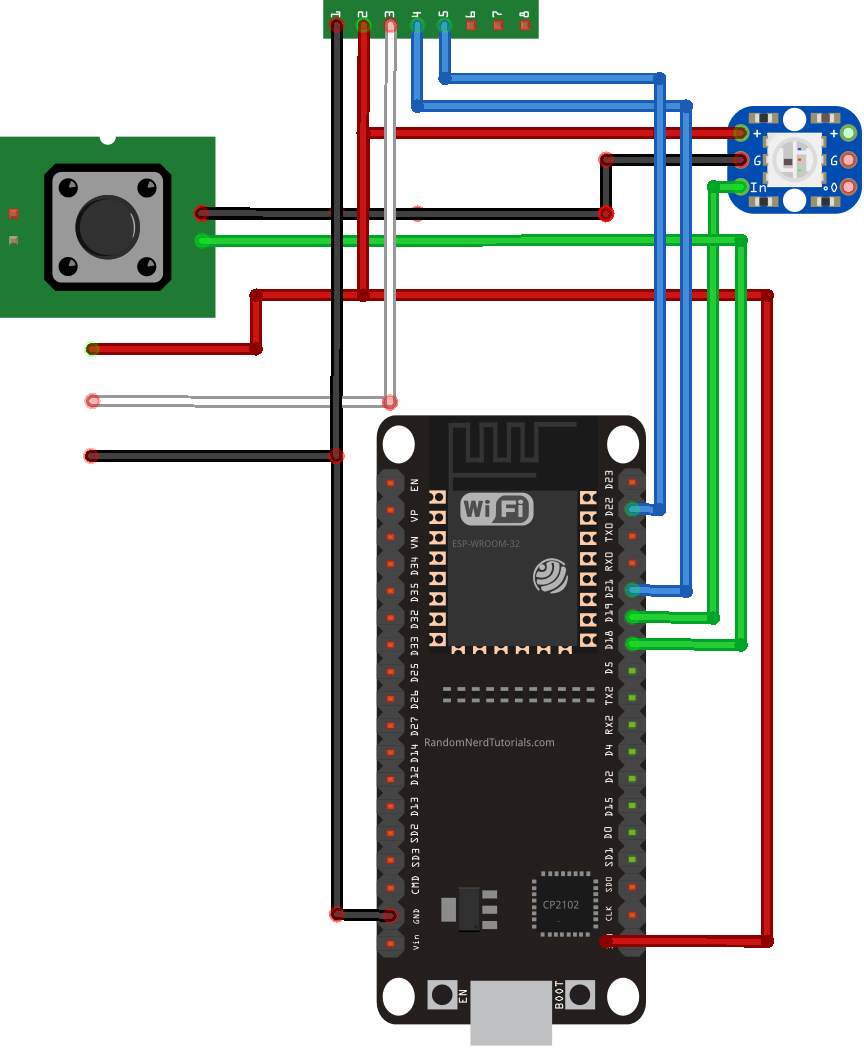 1 2 3 4 5 6 7 8
+ +
G G
In o
EN D23
VP D22
VN TX0
D34 RX0
D35 D21
D32 D19
D33 D18
D25 D5
D26 TX2
D27 RX2
D14 D4
D12 D2
D13 D15
SD2 D0
SD3 SD1
CMD SD0
GND CLK
Vin
Wi Fi
ESP-WROOM-32
RandomNerdTutorials.com
CP2102
EN BOOT